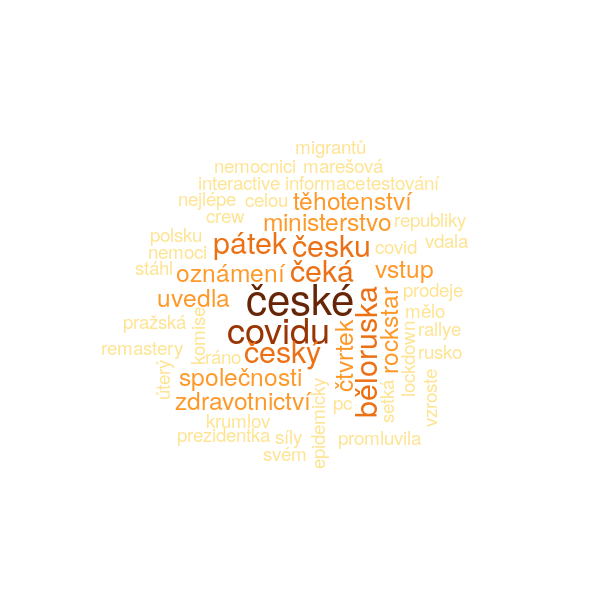 migrantů
nemocnici marešová
interactive informacetestování
nejlépe celou těhotenství
crew ministerstvo republiky
polsku pátek česku covid vdala
nemoci
stáhl oznámení čeká vstup
uvedla české prodeje
pražská covidu mělo
komise čtvrtek běloruska rockstar lockdown rallye
remastery kráno český rusko
úterý společnosti setká vzroste
zdravotnictví pc
krumlov epidemicky
prezidentka síly promluvila
svém